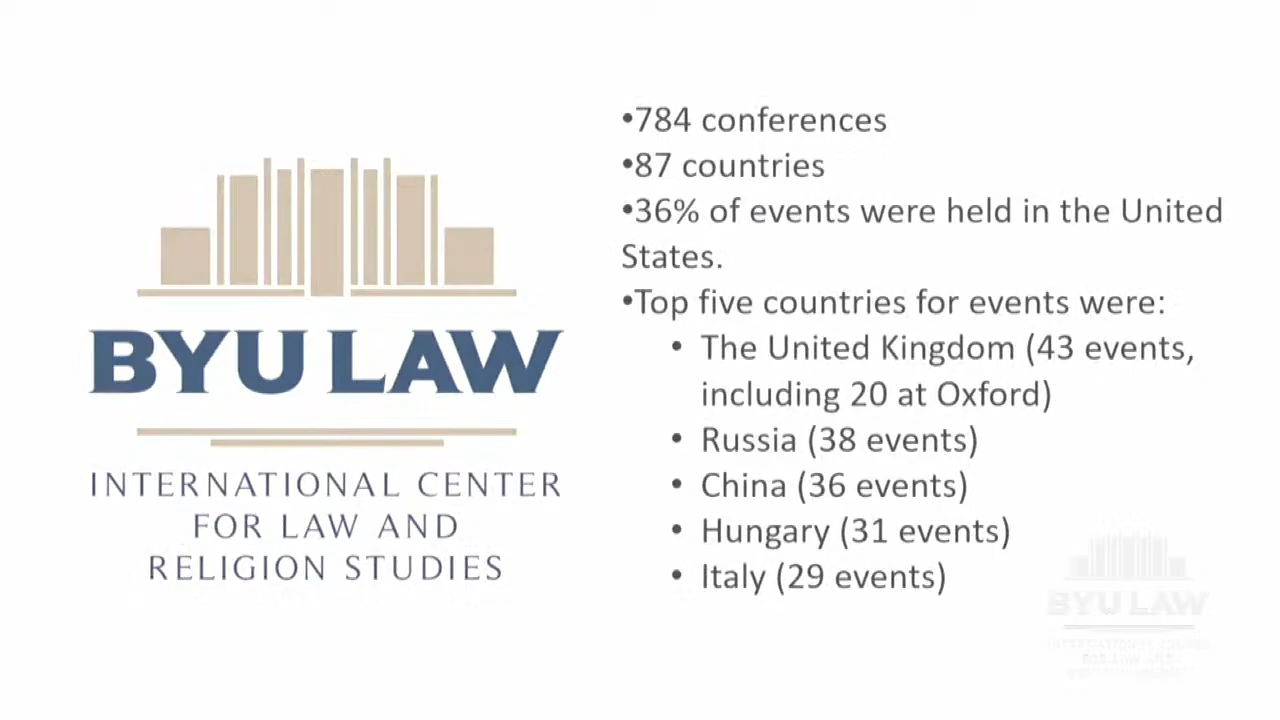 BYU LAW
INTERNATIONAL CENTER
FOR LAW AND
RELIGION STUDIES
•784 conferences
•87 countries
•36% of events were held in the United
States.
•Top five countries for events were:
• The United Kingdom (43 events,
including 20 at Oxford)
• Russia (38 events)
• China (36 events)
• Hungary (31 events)
• Italy (29 events)
BYU LAW